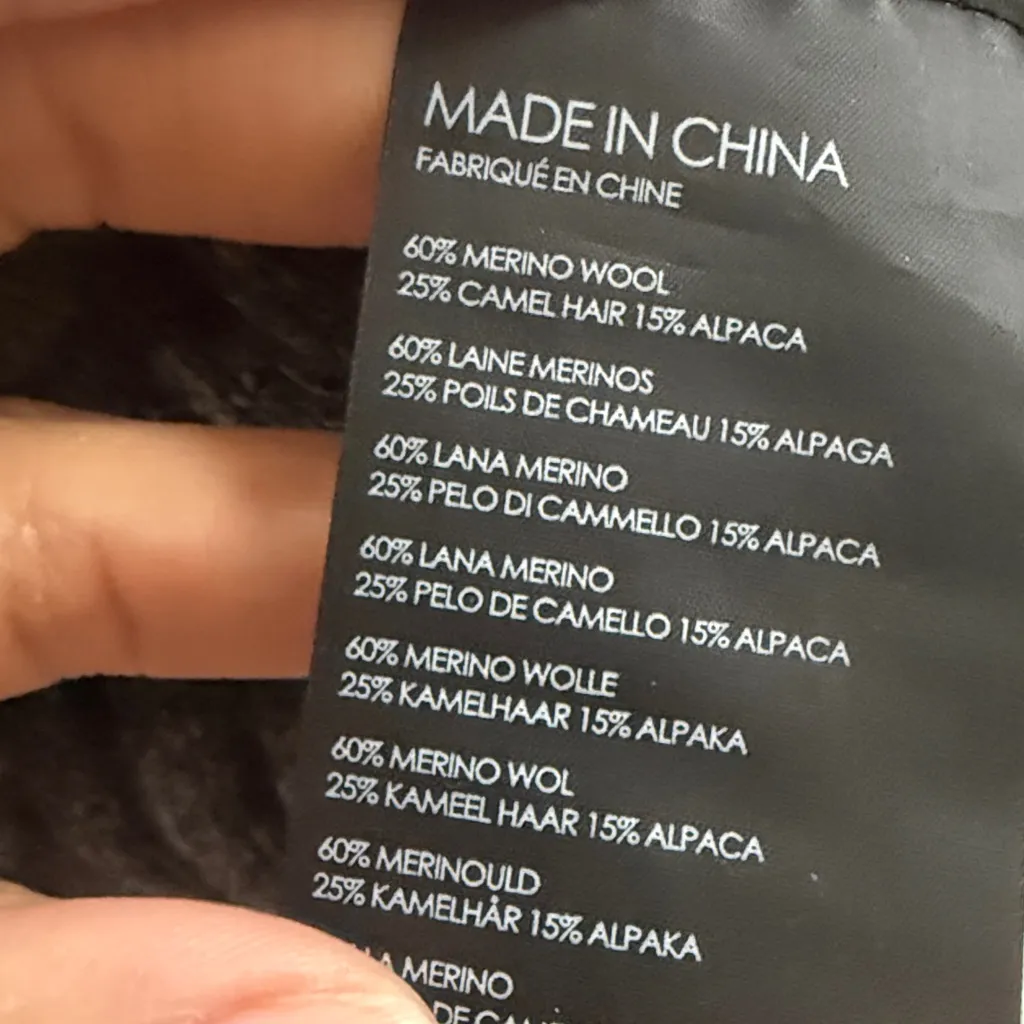 MADE IN CHINA
FABRIQUÉ EN CHINE
60% MERINO WOOL
25% CAMEL HAIR 15% ALPACA
60% LAINE MERINOS
25% POILS DE CHAMEAU 15% ALPAGA
60% LANA MERINO
25% PELO DI CAMMELLO 15% ALPACA
60% LANA MERINO
25% PELO DE CAMELLO 15% ALPACA
60% MERINO WOLLE
25% KAMELHAAR 15% ALPAKA
60% MERINO WOL
25% KAMEEL HAAR 15% ALPACA
60% MERINOULD
25% KAMELHÅR 15% ALPAKA
MERINO
DE